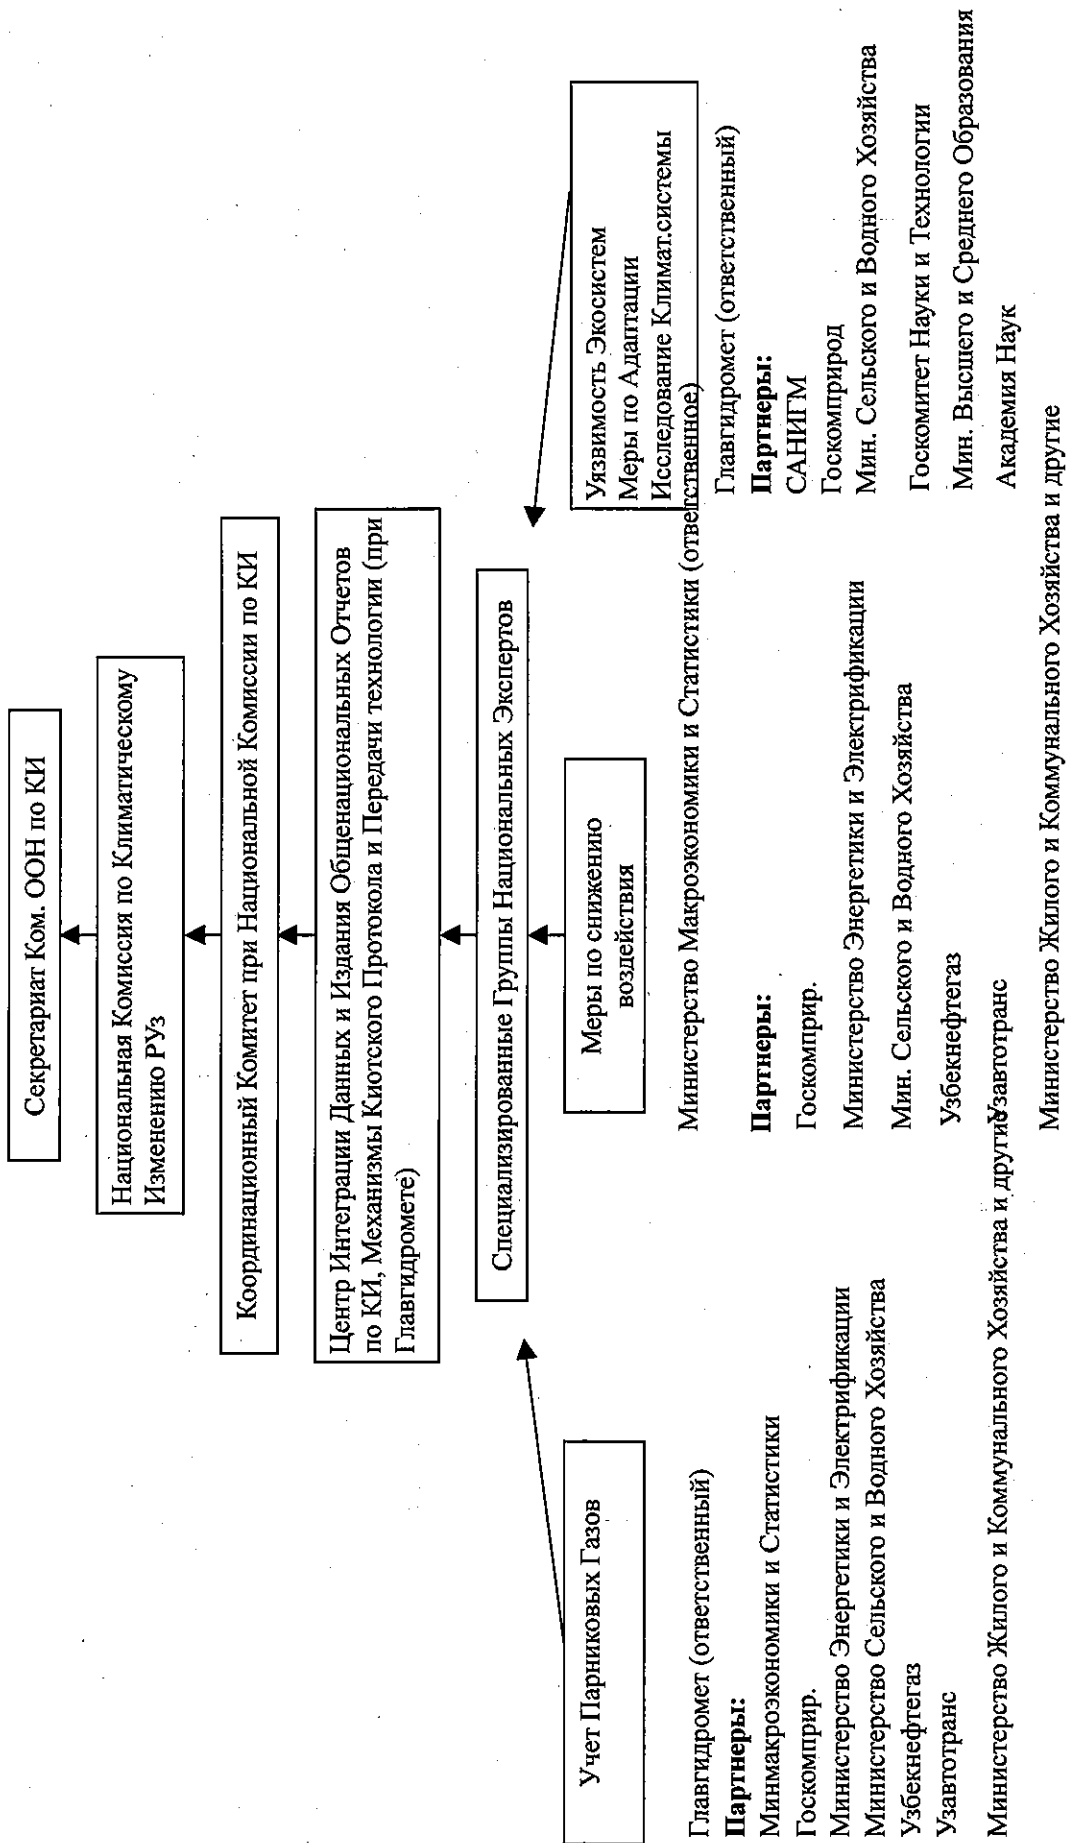 Секретариат Ком. ООН по КИ
Национальная Комиссия по Климатическому
Изменению РУз
Координационный Комитет при Национальной Комиссии по КИ
Центр Интеграции Данных и Издания Общенациональных Отчетов
по КИ, Механизмы Киотского Протокола и Передачи технологии (при
Главгидромете)
Специализированные Группы Национальных Экспертов
Учет Парниковых Газов
Главгидромет (ответственный)
Партнеры:
Минмакроэкономики и Статистики
Госкомприр.
Министерство Энергетики и Электрификации
Министерство Сельского и Водного Хозяйства
Узбекнефтегаз
Узавтотранс
Министерство Жилого и Коммунального Хозяйства и другие
Меры по снижению
воздействия
Министерство Макроэкономики и Статистики (ответственное)
Партнеры:
Госкомприр.
Министерство Энергетики и Электрификации
Мин. Сельского и Водного Хозяйства
Узбекнефтегаз
Узавтотранс
Министерство Жилого и Коммунального Хозяйства и другие
Уязвимость Экосистем
Меры по Адаптации
Исследование Климат.системы
Главгидромет (ответственный)
Партнеры:
САНИГМ
Госкомприрод
Мин. Сельского и Водного Хозяйства
Госкомитет Науки и Технологии
Мин. Высшего и Среднего Образования
Академия Наук